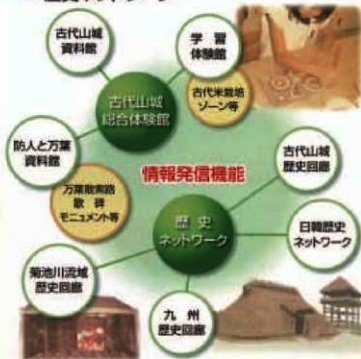 古代山城
資料館
学 習
体験館
古代山城
総合体験館
古代米栽培
ゾーン等
防人と万葉
資料館
情報発信機能
古代山城
歴史回廊
万葉散策路
歌 碑
モニュメント等
歴 史
ネットワーク
日韓歴史
ネットワーク
菊池川流域
歴史回廊
九 州
歴史回廊